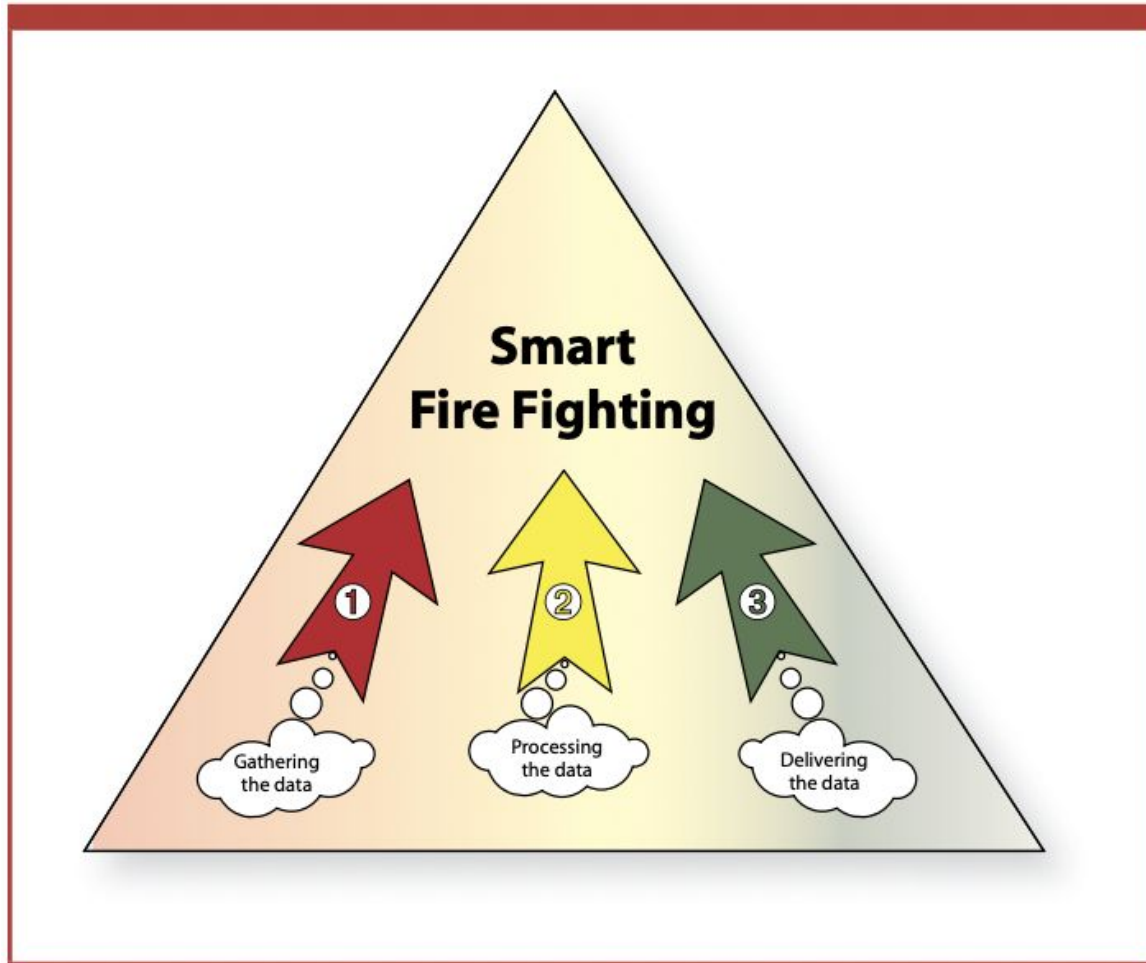 Smart
Fire Fighting
1
2
3
Gathering
the data
Processing
the data
Delivering
the data